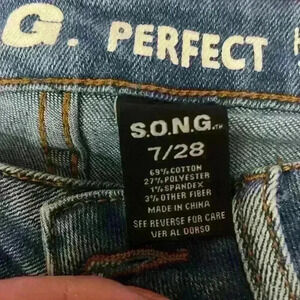 G. PERFECT
S.O.N.G.™
7/28
69% COTTON
27% POLYESTER
1% SPANDEX
3% OTHER FIBER
MADE IN CHINA
SEE REVERSE FOR CARE
VER AL DORSO